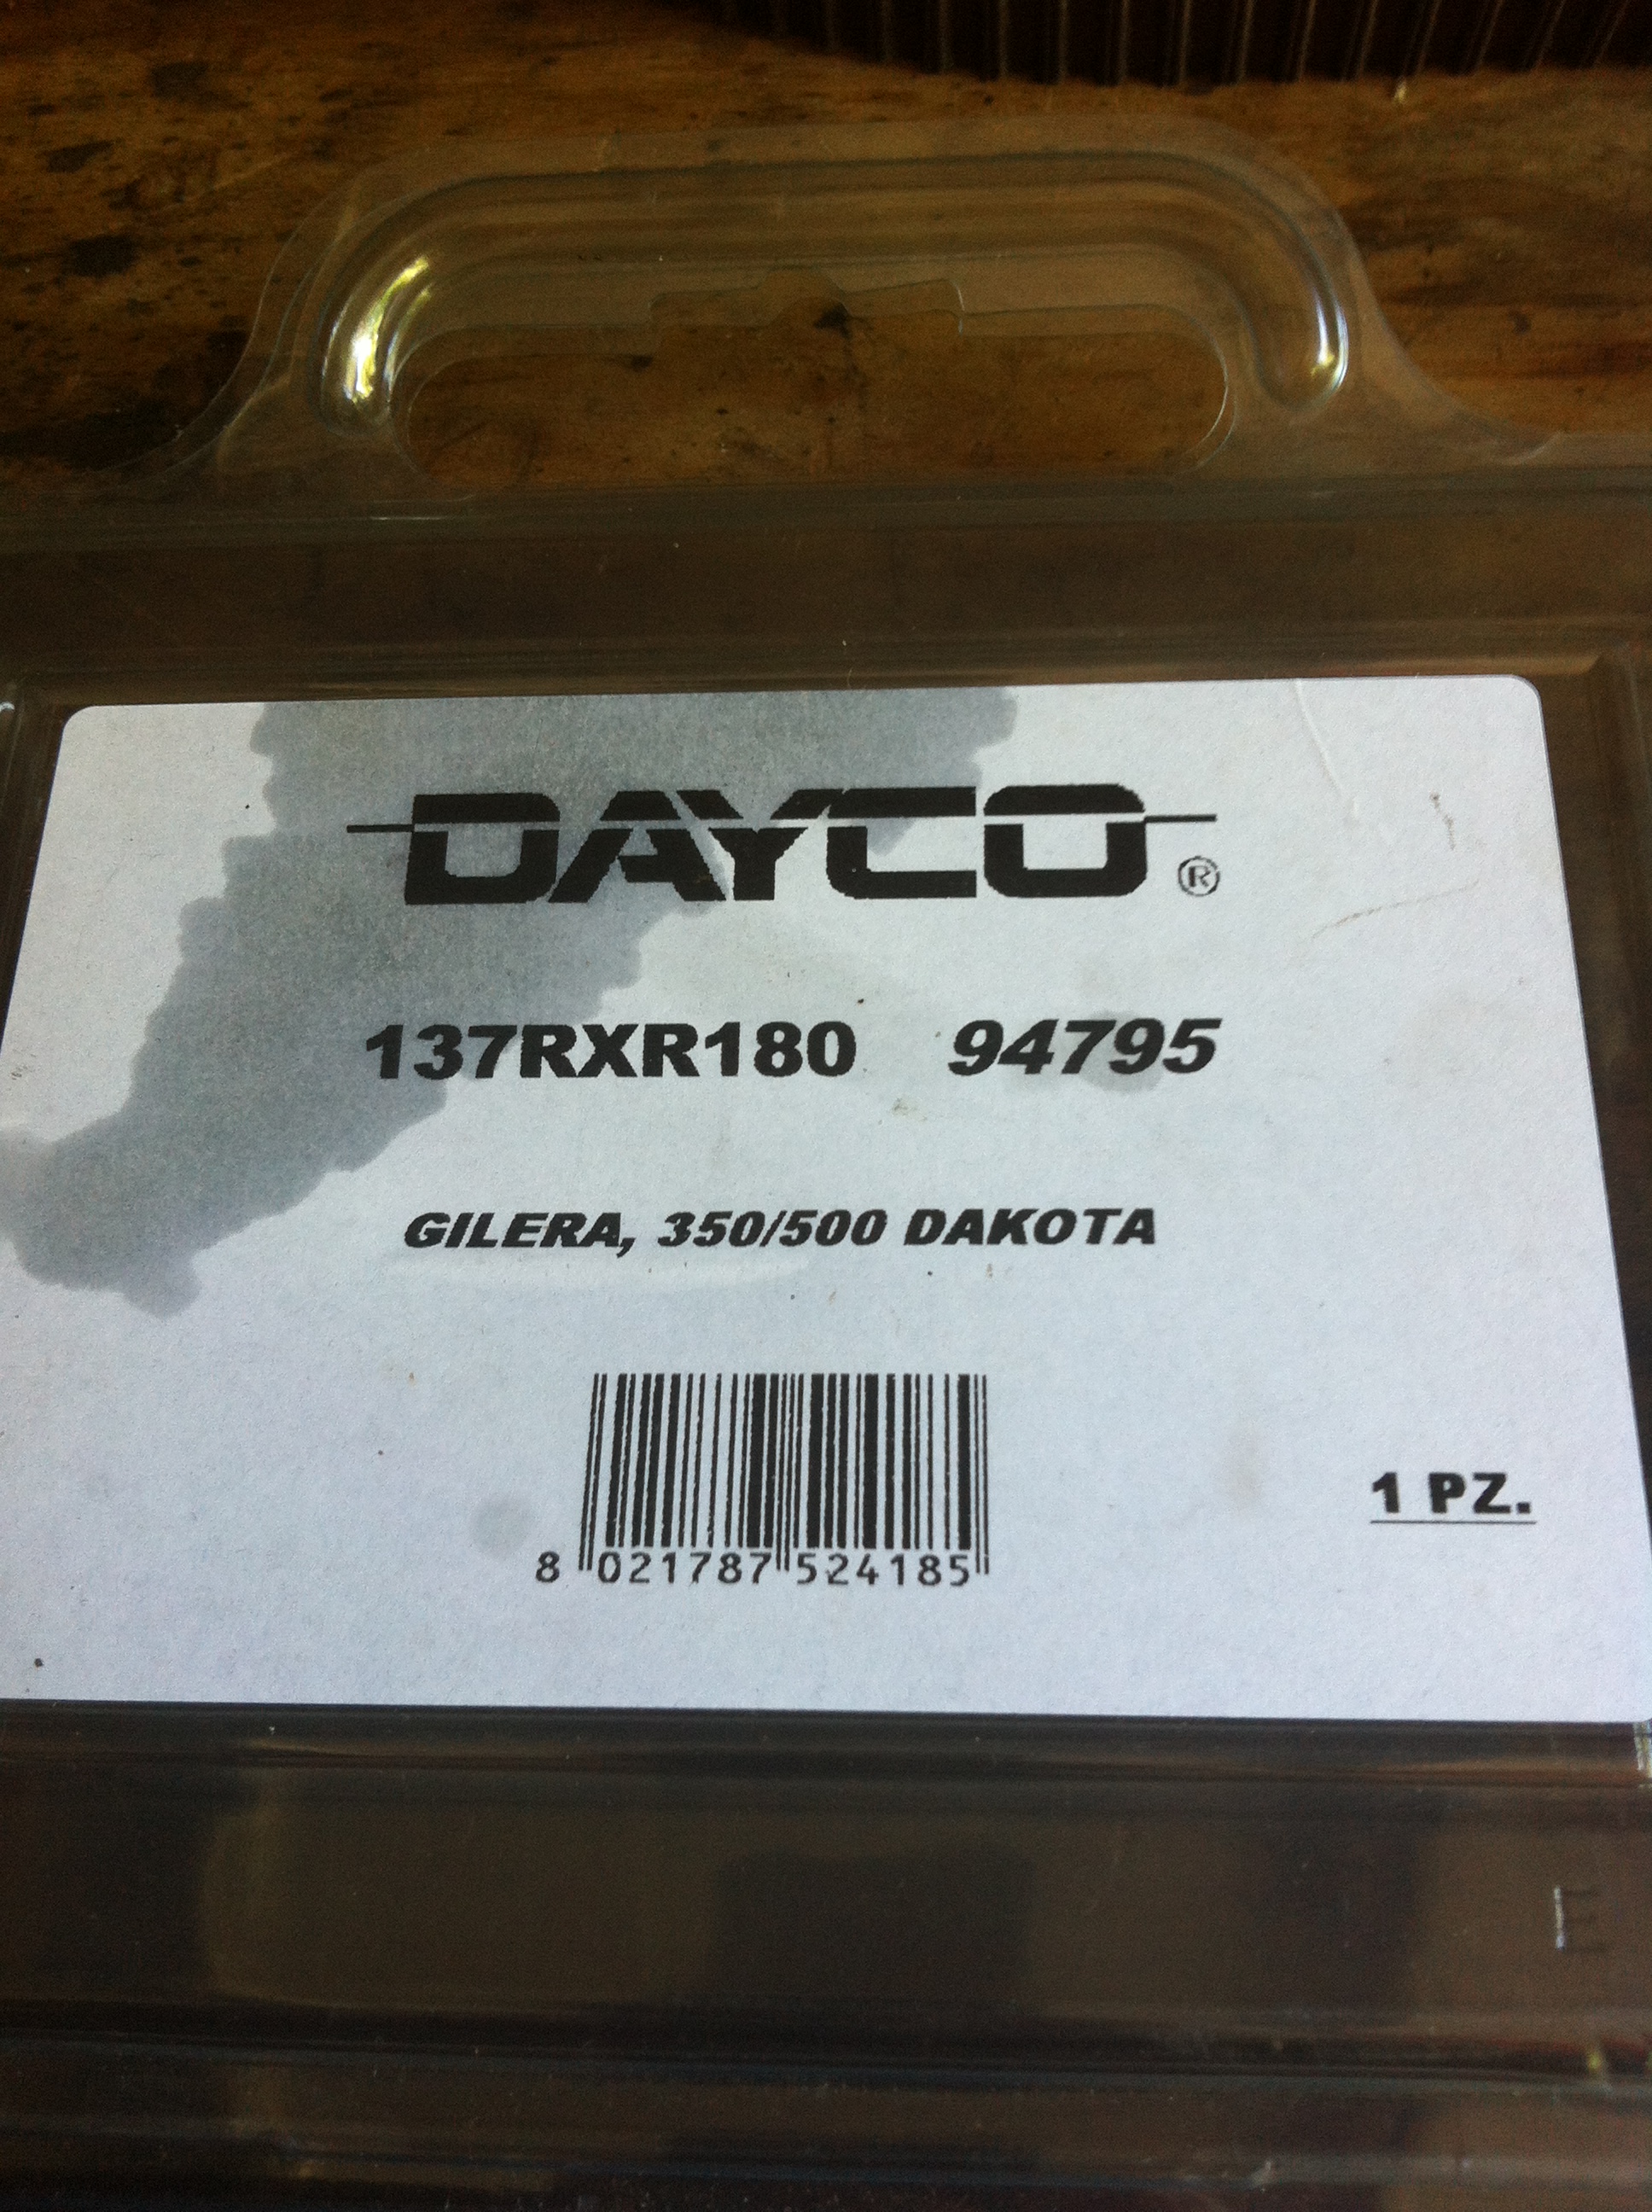 DAYCO ®
137RXR180 94795
GILERA, 350/500 DAKOTA
8 021787 524185
1 PZ.
E